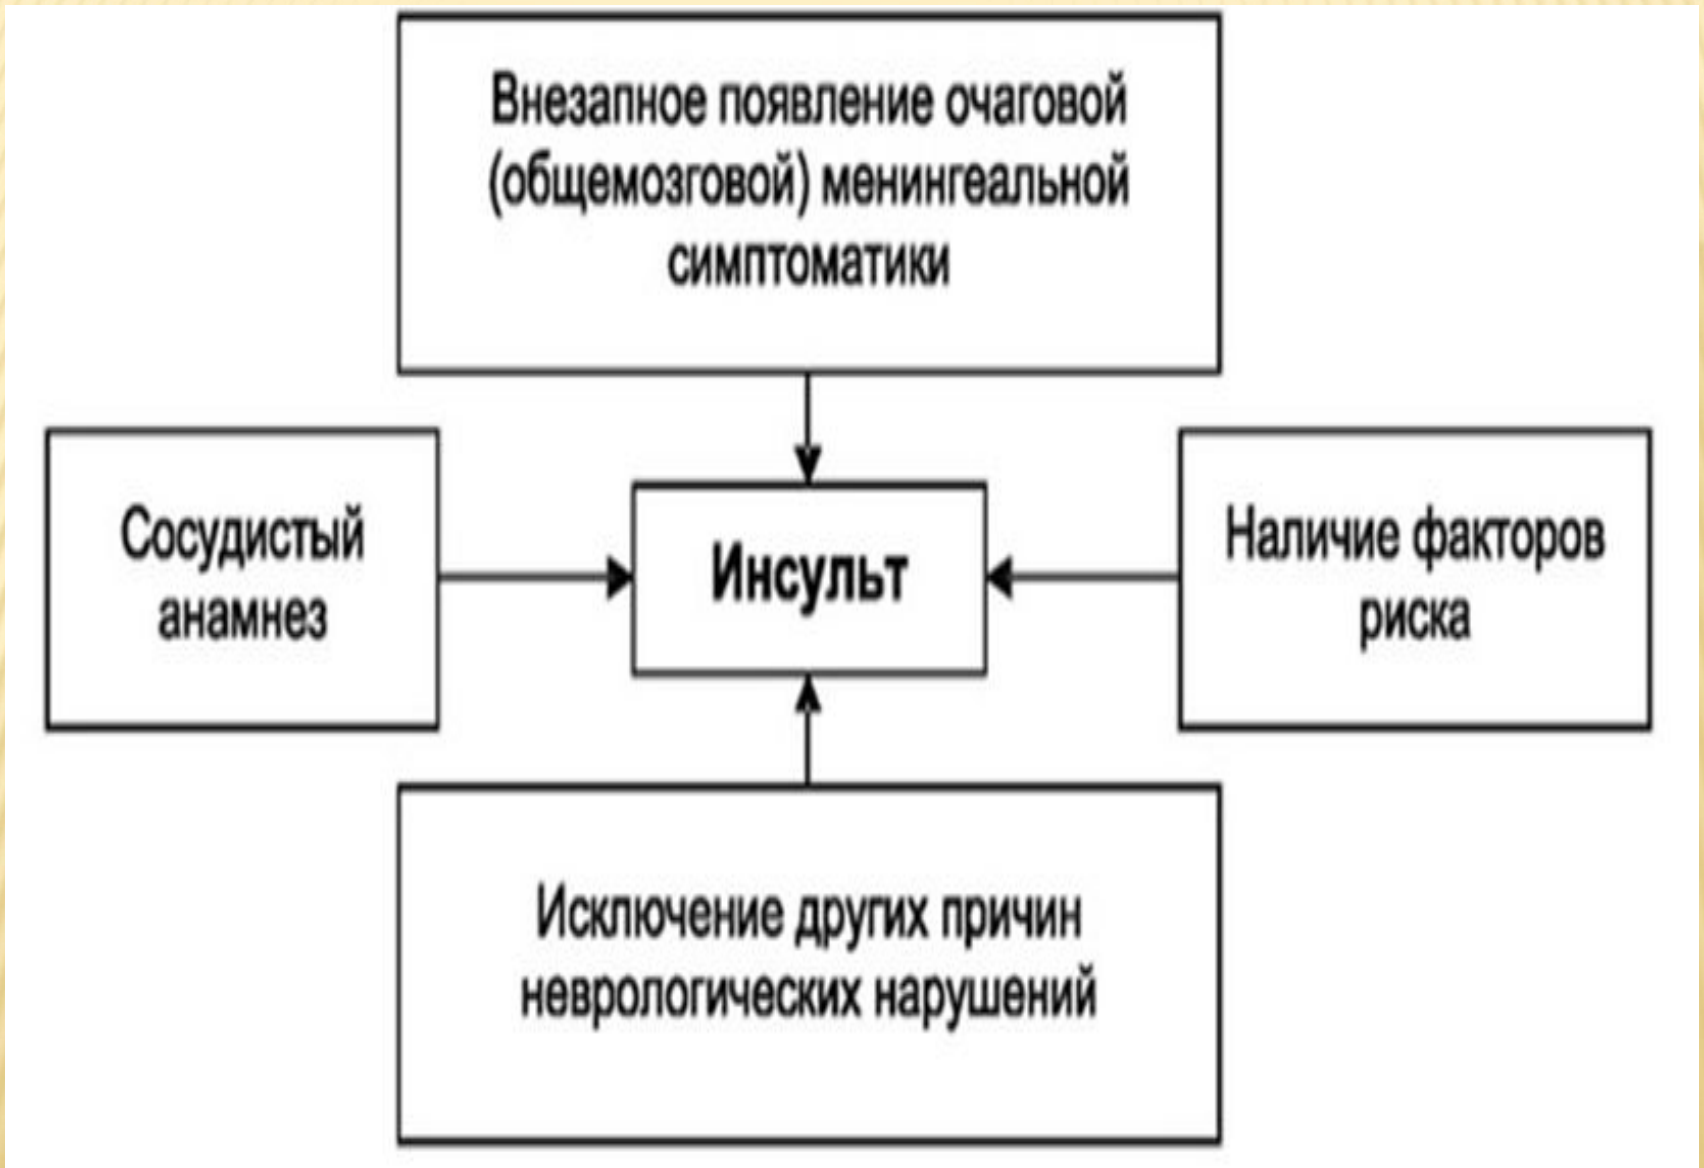 Внезапное появление очаговой
(общемозговой) менингеальной
симптоматики
Сосудистый
анамнез
Инсульт
Наличие факторов
риска
Исключение других причин
неврологических нарушений